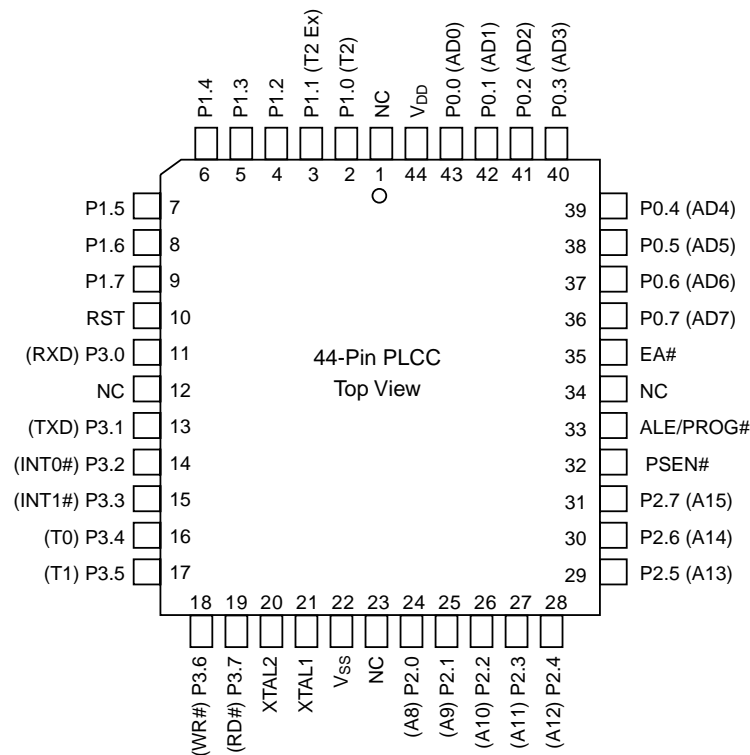 P1.4
P1.3
P1.2
P1.1 (T2 Ex)
P1.0 (T2)
NC
VDD
P0.0 (AD0)
P0.1 (AD1)
P0.2 (AD2)
P0.3 (AD3)
6 5 4 3 2 1 44 43 42 41 40
P1.5 7
P1.6 8
P1.7 9
RST 10
(RXD) P3.0 11
NC 12
(TXD) P3.1 13
(INT0#) P3.2 14
(INT1#) P3.3 15
(T0) P3.4 16
(T1) P3.5 17
44-Pin PLCC
Top View
39 P0.4 (AD4)
38 P0.5 (AD5)
37 P0.6 (AD6)
36 P0.7 (AD7)
35 EA#
34 NC
33 ALE/PROG#
32 PSEN#
31 P2.7 (A15)
30 P2.6 (A14)
29 P2.5 (A13)
18 19 20 21 22 23 24 25 26 27 28
(WR#) P3.6
(RD#) P3.7
XTAL2
XTAL1
VSS
NC
(A8) P2.0
(A9) P2.1
(A10) P2.2
(A11) P2.3
(A12) P2.4